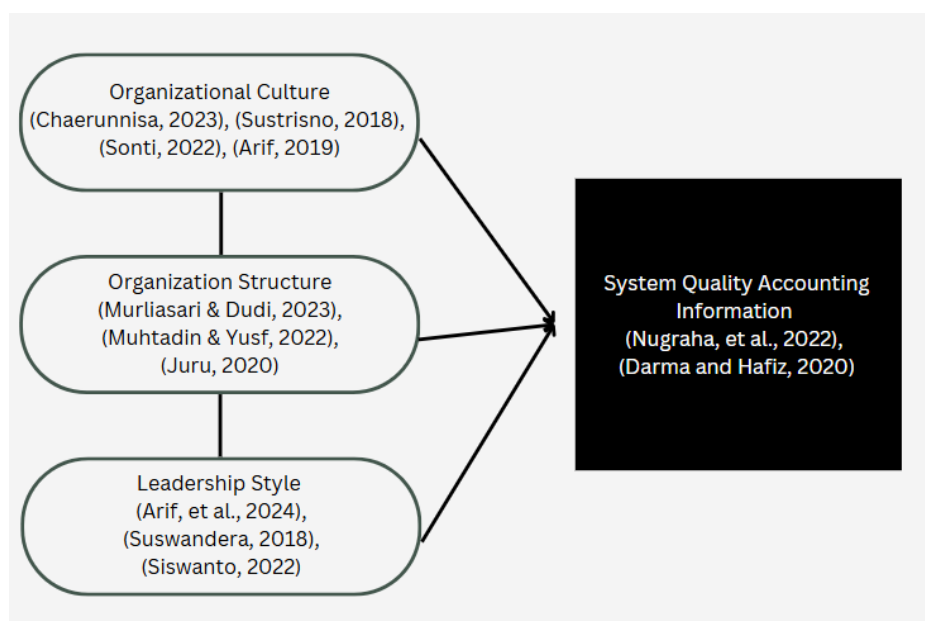 Organizational Culture
(Chaerunnisa, 2023), (Sustrisno, 2018),
(Sonti, 2022), (Arif, 2019)
Organization Structure
(Murliasari & Dudi, 2023),
(Muhtadin & Yusf, 2022),
(Juru, 2020)
Leadership Style
(Arif, et al., 2024),
(Suswandera, 2018),
(Siswanto, 2022)
System Quality Accounting
Information
(Nugraha, et al., 2022),
(Darma and Hafiz, 2020)